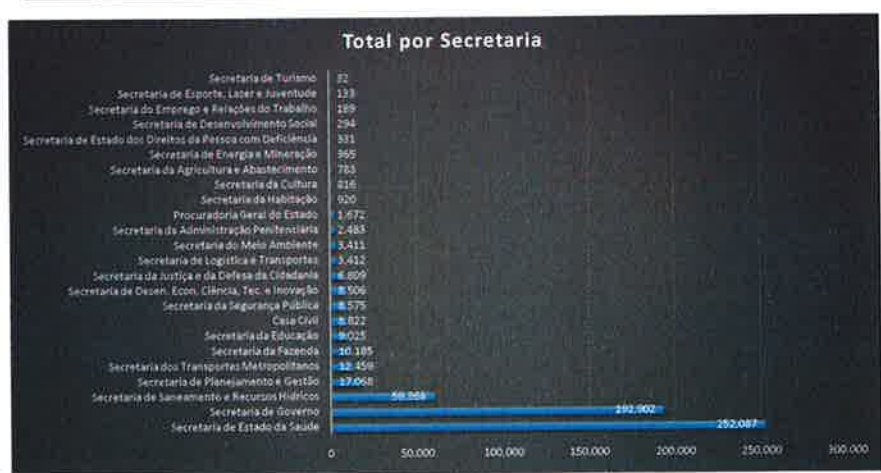 Total por Secretaria
Secretaria de Turismo 32
Secretaria de Esporte, Lazer e Juventude 133
Secretaria do Emprego e Relações do Trabalho 189
Secretaria de Desenvolvimento Social 294
Secretaria de Estado dos Direitos da Pessoa com Deficiência 331
Secretaria de Energia e Mineração 365
Secretaria da Agricultura e Abastecimento 783
Secretaria da Cultura 816
Secretaria da Habitação 920
Procuradoria Geral do Estado 1.672
Secretaria da Administração Penitenciária 2.483
Secretaria do Meio Ambiente 3.411
Secretaria de Logística e Transportes 3.412
Secretaria da Justiça e da Defesa da Cidadania 6.809
Secretaria de Desen. Econ. Ciência, Tec. e Inovação 8.506
Secretaria da Segurança Pública 8.575
Casa Civil 8.822
Secretaria da Educação 9.025
Secretaria da Fazenda 10.185
Secretaria dos Transportes Metropolitanos 12.459
Secretaria de Planejamento e Gestão 17.068
Secretaria de Saneamento e Recursos Hídricos
Secretaria de Governo 192.902
Secretaria de Estado da Saúde 252.087
0 50.000 100.000 150.000 200.000 250.000 300.000